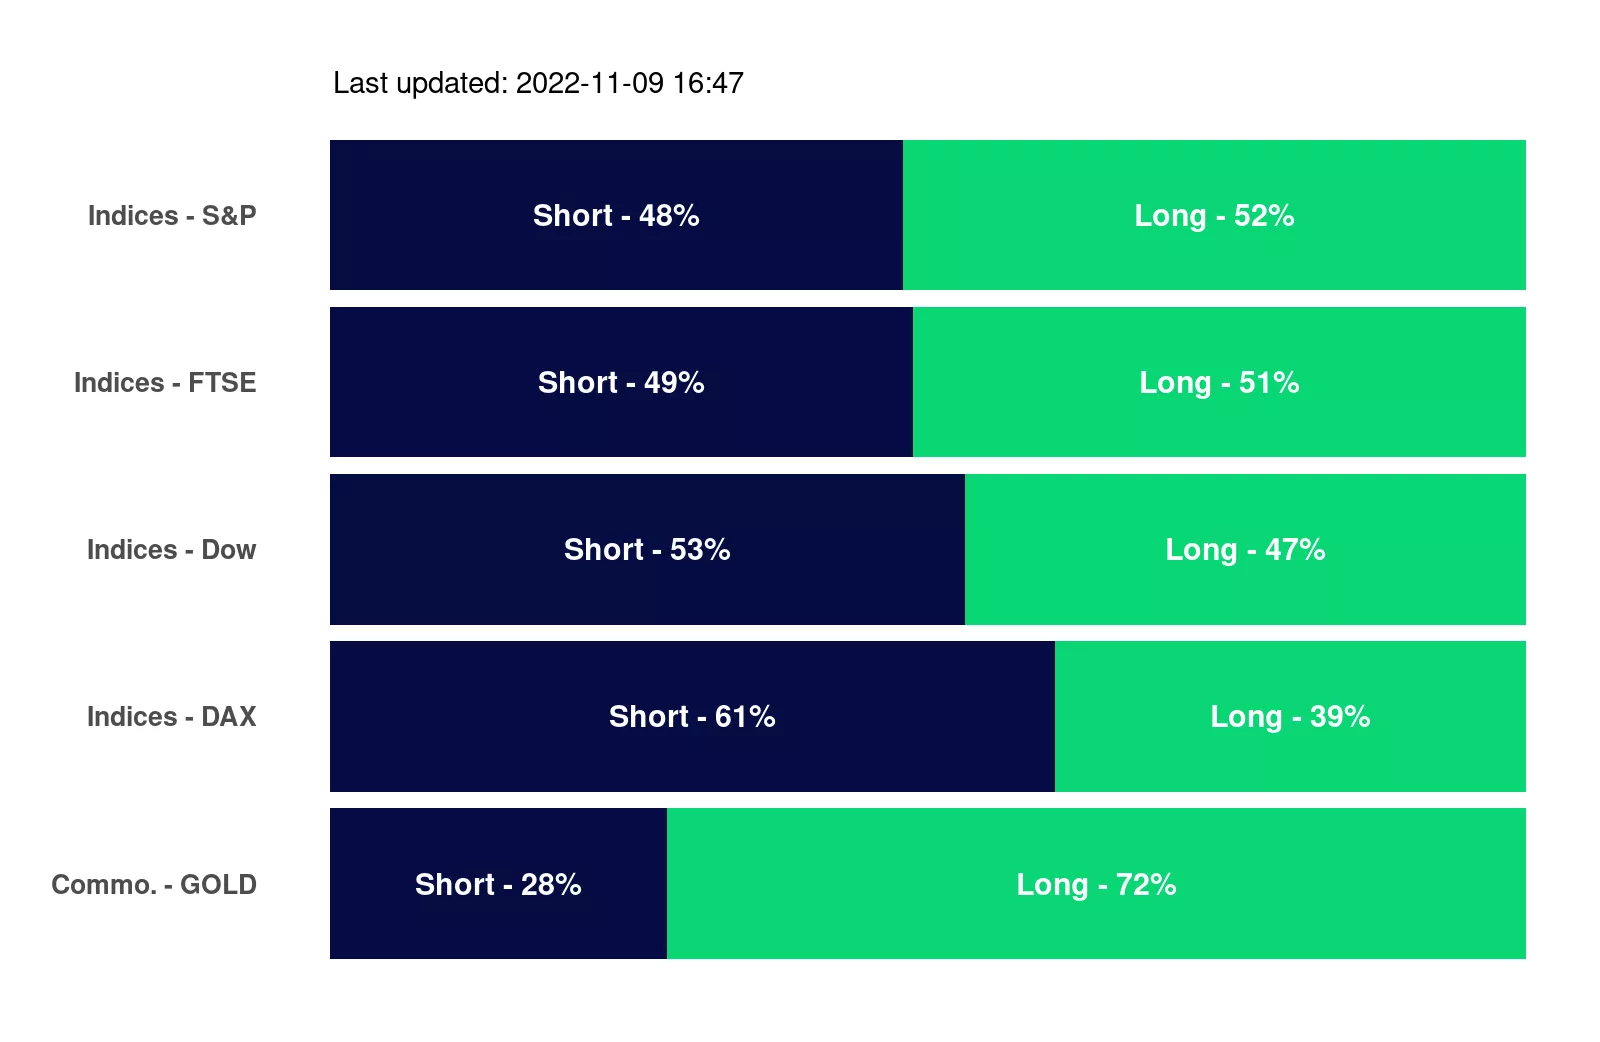 Last updated: 2022-11-09 16:47
Indices - S&P Short - 48% Long - 52%
Indices - FTSE Short - 49% Long - 51%
Indices - Dow Short - 53% Long - 47%
Indices - DAX Short - 61% Long - 39%
Commo. - GOLD Short - 28% Long - 72%